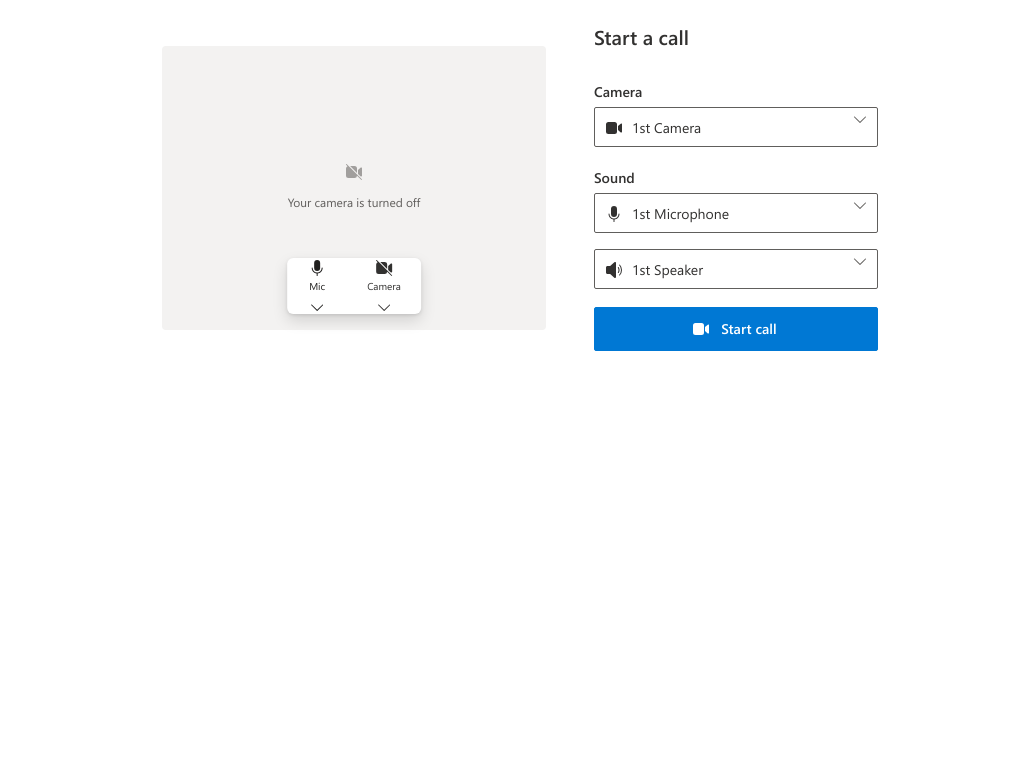 Start a call
Your camera is turned off
Mic
Camera
Camera
1st Camera
Sound
1st Microphone
1st Speaker
Start call